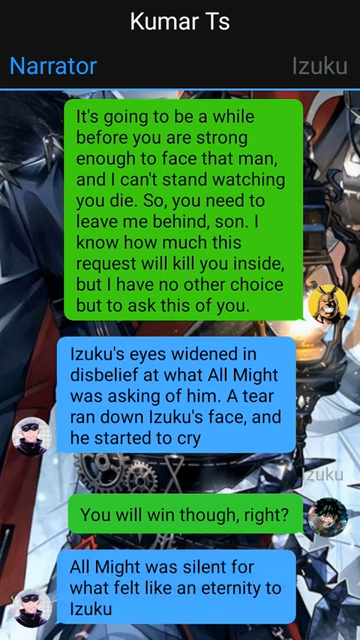 Kumar Ts
Narrator
Izuku
It's going to be a while
before you are strong
enough to face that man,
and I can't stand watching
you die. So, you need to
leave me behind, son. I
know how much this
request will kill you inside,
but I have no other choice
but to ask this of you.
Izuku's eyes widened in
disbelief at what All Might
was asking of him. A tear
ran down Izuku's face, and
he started to cry
Izuku
You will win though, right?
All Might was silent for
what felt like an eternity to
Izuku